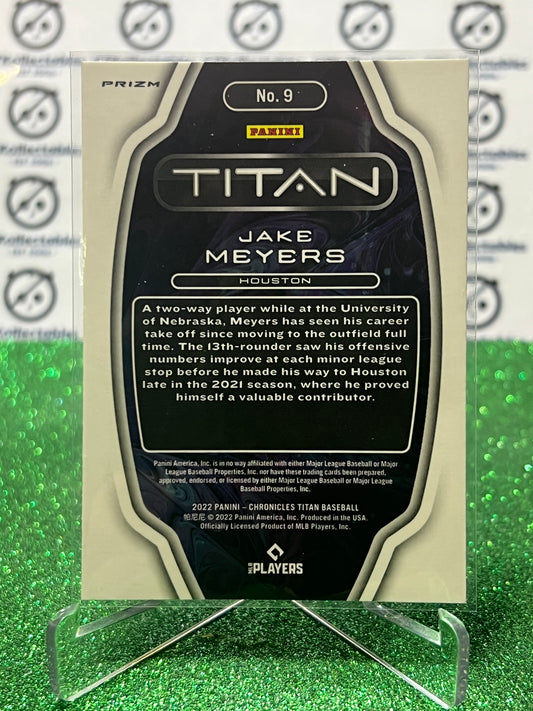 PRIZM
No. 9
PANINI
TITAN
JAKE
MEYERS
HOUSTON
A two-way player while at the University
of Nebraska, Meyers has seen his career
take off since moving to the outfield full
time. The 13th-rounder saw his offensive
numbers improve at each minor league
stop before he made his way to Houston
late in the 2021 season, where he proved
himself a valuable contributor.
Panini America, Inc. is in no way affiliated with either Major League Baseball or Major
League Baseball Properties, Inc. nor have these trading cards been prepared,
approved, endorsed, or licensed by either Major League Baseball or Major League
Baseball Properties, Inc.
2022 PANINI – CHRONICLES TITAN BASEBALL
帕尼尼 © 2022 Panini America, Inc. Produced in the USA.
Officially Licensed Product of MLB Players, Inc.
MLB PLAYERS